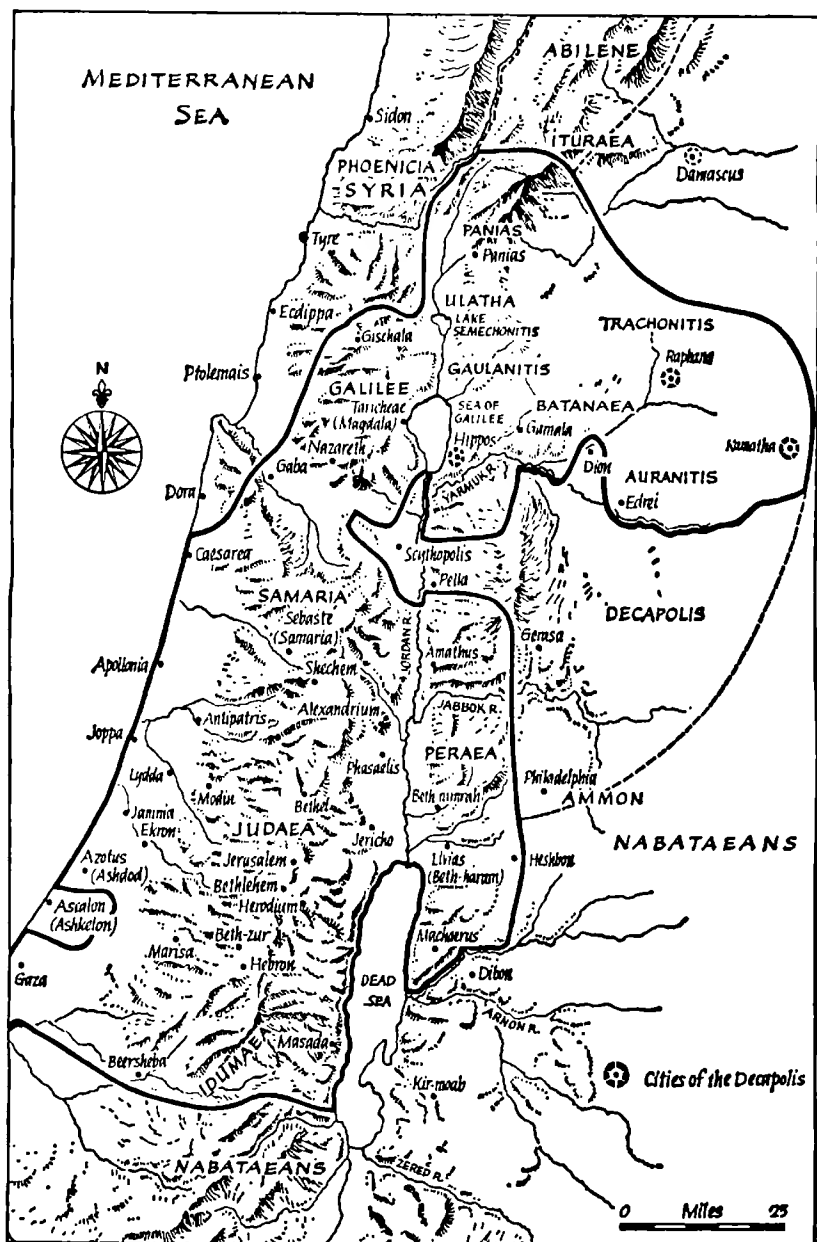 ABILENE
MEDITERRANEAN
SEA
Sidon
ITURAEA
Damascus
PHOENICIA
SYRIA
PANIAS
Panias
Tyre
ULATHA
LAKE
SEMECHONITIS
Ecdippa
Gischala
TRACHONITIS
Raphana
GAULANITIS
Ptolemais
GALILEE
Taricheae
(Magdala)
SEA OF
GALILEE
BATANAEA
N
Hippos
Gamala
Nazareth
Gaba
YARMUK R.
Dion
Kanatha
AURANITIS
Edrei
Dora
Caesarea
Scythopolis
Pella
SAMARIA
Sebaste
(Samaria)
DECAPOLIS
JORDAN R.
Gerasa
Amathus
Apollonia
Shechem
Alexandrium
JABBOK R.
Antipatris
Joppa
PERAEA
Phasaelis
Lydda
Modin
Bethel
Beth nimrah
Philadelphia
AMMON
Jamnia
Ekron
JUDAEA
Jericho
NABATAEANS
Azotus
(Ashdod)
Jerusalem
Livias
(Beth-haram)
Heshbon
Bethlehem
Herodium
Ascalon
(Ashkelon)
Beth-zur
Marisa
Hebron
Machaerus
Gaza
DEAD
SEA
Dibon
ARNON R.
Masada
IDUMAEA
Beersheba
Kir-moab
Cities of the Decapolis
NABATAEANS
ZERED R.
0 Miles 25